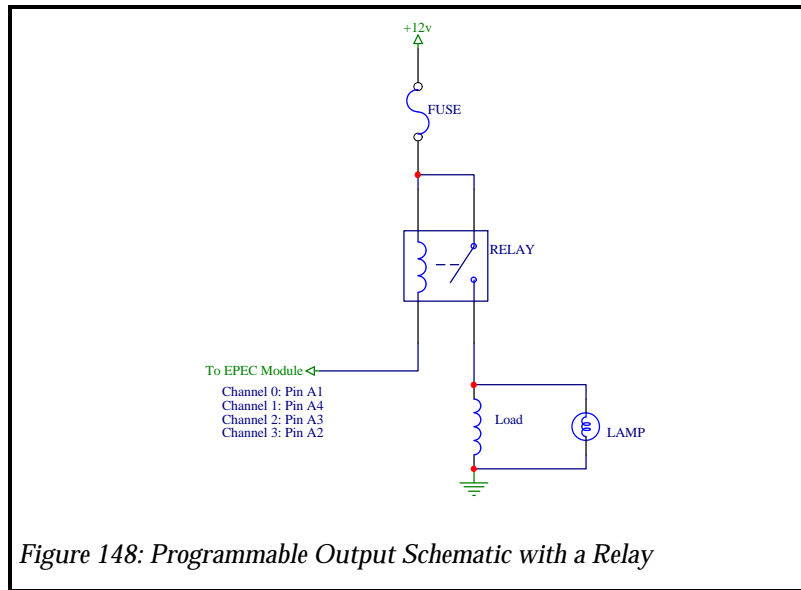 +12v
FUSE
RELAY
To EPEC Module
Channel 0: Pin A1
Channel 1: Pin A4
Channel 2: Pin A3
Channel 3: Pin A2
Load
LAMP
Figure 148: Programmable Output Schematic with a Relay